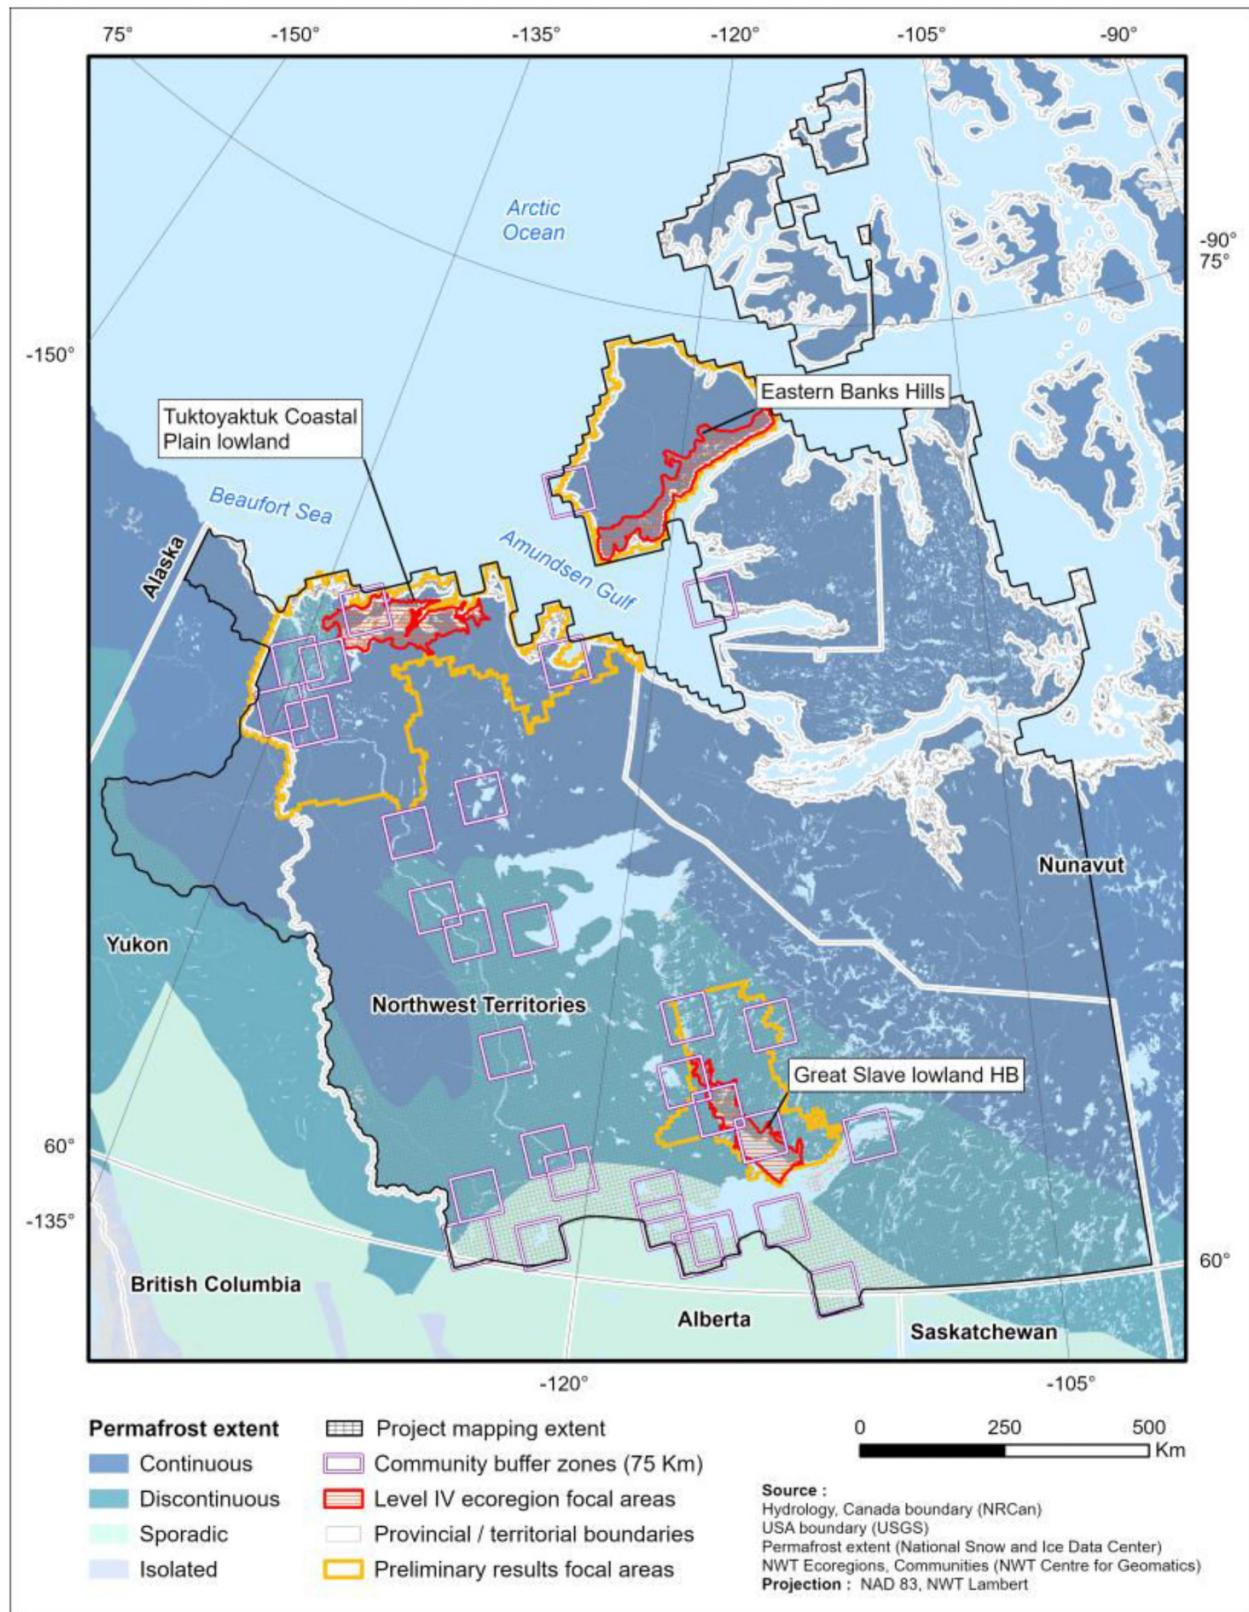 75° -150° -135° -120° -105° -90°
Arctic
Ocean
-90°
75°
-150°
Eastern Banks Hills
Tuktoyaktuk Coastal
Plain lowland
Beaufort Sea
Amundsen Gulf
Alaska
Nunavut
Yukon
Northwest Territories
Great Slave lowland HB
60°
-135°
60°
British Columbia
Alberta
Saskatchewan
-120° -105°
Permafrost extent
Continuous
Discontinuous
Sporadic
Isolated
Project mapping extent
Community buffer zones (75 Km)
Level IV ecoregion focal areas
Provincial / territorial boundaries
Preliminary results focal areas
0 250 500
Km
Source :
Hydrology, Canada boundary (NRCan)
USA boundary (USGS)
Permafrost extent (National Snow and Ice Data Center)
NWT Ecoregions, Communities (NWT Centre for Geomatics)
Projection : NAD 83, NWT Lambert